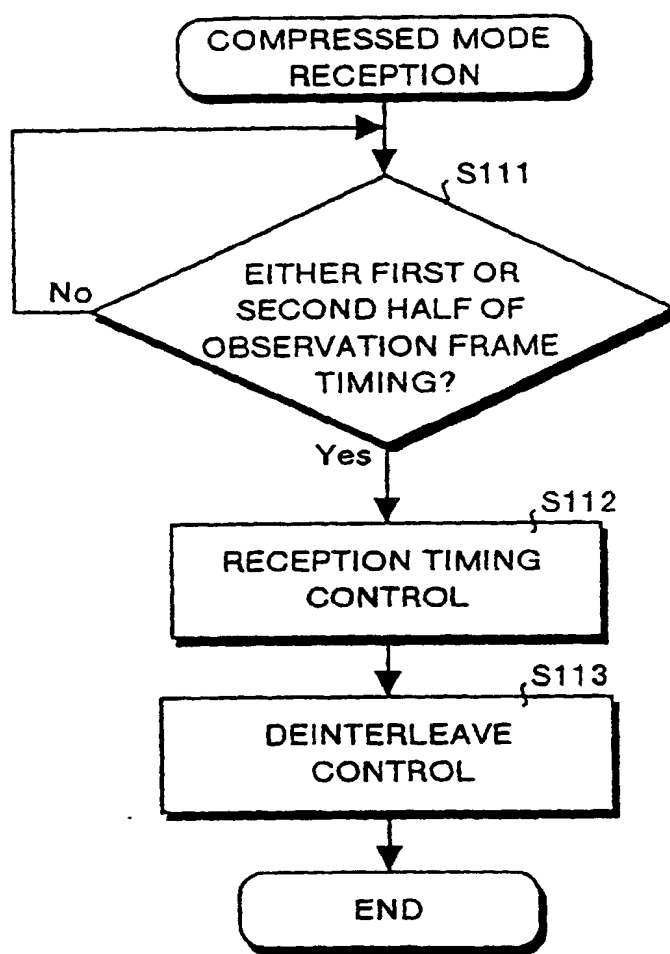 COMPRESSED MODE
RECEPTION
S111
EITHER FIRST OR
SECOND HALF OF
OBSERVATION FRAME
TIMING?
No
Yes
S112
RECEPTION TIMING
CONTROL
S113
DEINTERLEAVE
CONTROL
END